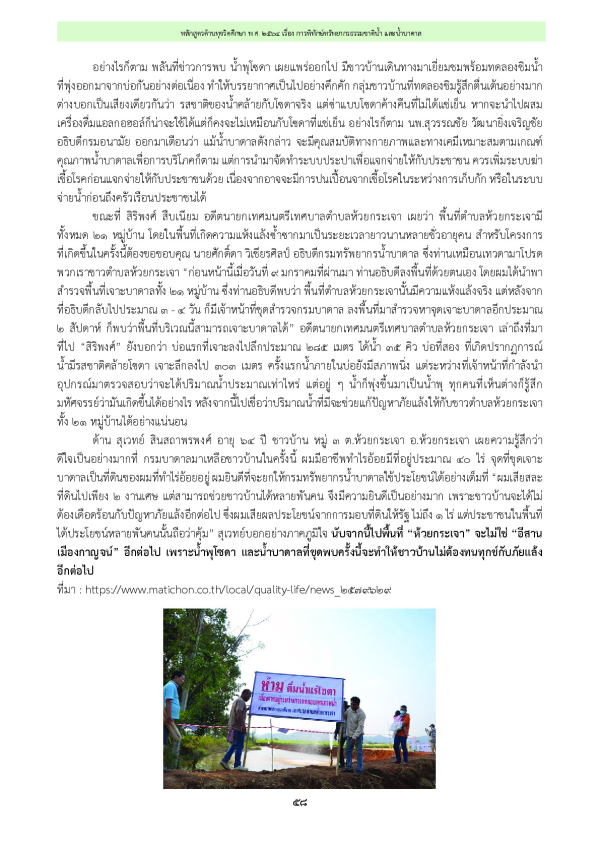 หลักสูตรต้านทุจริตศึกษา พ.ศ. ๒๕๖๔ เรื่อง การพิทักษ์ทรัพยากรธรรมชาติน้ำ และน้ำบาดาล
อย่างไรก็ตาม พลันที่ข่าวการพบ น้ำพุโซดา เผยแพร่ออกไป มีชาวบ้านเดินทางมาเยี่ยมชมพร้อมทดลองชิมน้ำ
ที่พุ่งออกมาจากบ่อกันอย่างต่อเนื่อง ทำให้บรรยากาศเป็นไปอย่างคึกคัก กลุ่มชาวบ้านที่ทดลองชิมรู้สึกตื่นเต้นอย่างมาก
ต่างบอกเป็นเสียงเดียวกันว่า รสชาติของน้ำคล้ายกับโซดาจริง แต่ซ่าแบบโซดาค้างคืนที่ไม่ได้แช่เย็น หากจะนำไปผสม
เครื่องดื่มแอลกอฮอล์ก็น่าจะใช้ได้แต่ก็คงจะไม่เหมือนกับโซดาที่แช่เย็น อย่างไรก็ตาม นพ.สุวรรณชัย วัฒนายิ่งเจริญชัย
อธิบดีกรมอนามัย ออกมาเตือนว่า แม้น้ำบาดาลดังกล่าว จะมีคุณสมบัติทางกายภาพและทางเคมีเหมาะสมตามเกณฑ์
คุณภาพน้ำบาดาลเพื่อการบริโภคก็ตาม แต่การนำมาจัดทำระบบประปาเพื่อแจกจ่ายให้กับประชาชน ควรเพิ่มระบบฆ่า
เชื้อโรคก่อนแจกจ่ายให้กับประชาชนด้วย เนื่องจากอาจจะมีการปนเปื้อนจากเชื้อโรคในระหว่างการเก็บกัก หรือในระบบ
จ่ายน้ำก่อนถึงครัวเรือนประชาชนได้
ขณะที่ สิริพงศ์ สืบเนียม อดีตนายกเทศมนตรีเทศบาลตำบลห้วยกระเจา เผยว่า พื้นที่ตำบลห้วยกระเจามี
ทั้งหมด ๒๑ หมู่บ้าน โดยในพื้นที่เกิดความแห้งแล้งซ้ำซากมาเป็นระยะเวลายาวนานหลายชั่วอายุคน สำหรับโครงการ
ที่เกิดขึ้นในครั้งนี้ต้องขอขอบคุณ นายศักดิ์ดา วิเชียรศิลป์ อธิบดีกรมทรัพยากรน้ำบาดาล ซึ่งท่านเหมือนเทวดามาโปรด
พวกเราชาวตำบลห้วยกระเจา “ก่อนหน้านี้เมื่อวันที่ ๙ มกราคมที่ผ่านมา ท่านอธิบดีลงพื้นที่ด้วยตนเอง โดยผมได้นำพา
สำรวจพื้นที่เจาะบาดาลทั้ง ๒๑ หมู่บ้าน ซึ่งท่านอธิบดีพบว่า พื้นที่ตำบลห้วยกระเจานั้นมีความแห้งแล้งจริง แต่หลังจาก
ที่อธิบดีกลับไปประมาณ ๓ - ๔ วัน ก็มีเจ้าหน้าที่ชุดสำรวจกรมบาดาล ลงพื้นที่มาสำรวจหาจุดเจาะบาดาลอีกประมาณ
๒ สัปดาห์ ก็พบว่าพื้นที่บริเวณนี้สามารถเจาะบาดาลได้” อดีตนายกเทศมนตรีเทศบาลตำบลห้วยกระเจา เล่าถึงที่มา
ที่ไป “สิริพงศ์” ยังบอกว่า บ่อแรกที่เจาะลงไปลึกประมาณ ๒๘๕ เมตร ได้น้ำ ๓๕ คิว บ่อที่สอง ที่เกิดปรากฏการณ์
น้ำมีรสชาติคล้ายโซดา เจาะลึกลงไป ๓๐๓ เมตร ครั้งแรกน้ำภายในบ่อยังมีสภาพนิ่ง แต่ระหว่างที่เจ้าหน้าที่กำลังนำ
อุปกรณ์มาตรวจสอบว่าจะได้ปริมาณน้ำประมาณเท่าไหร่ แต่อยู่ ๆ น้ำก็พุ่งขึ้นมาเป็นน้ำพุ ทุกคนที่เห็นต่างก็รู้สึก
มหัศจรรย์ว่ามันเกิดขึ้นได้อย่างไร หลังจากนี้ไปเชื่อว่าปริมาณน้ำที่มีจะช่วยแก้ปัญหาภัยแล้งให้กับชาวตำบลห้วยกระเจา
ทั้ง ๒๑ หมู่บ้านได้อย่างแน่นอน
ด้าน สุเวทย์ สินสถาพรพงศ์ อายุ ๖๔ ปี ชาวบ้าน หมู่ ๓ ต.ห้วยกระเจา อ.ห้วยกระเจา เผยความรู้สึกว่า
ดีใจเป็นอย่างมากที่ กรมบาดาลมาเหลือชาวบ้านในครั้งนี้ ผมมีอาชีพทำไร่อ้อยมีที่อยู่ประมาณ ๔๐ ไร่ จุดที่ขุดเจาะ
บาดาลเป็นที่ดินของผมที่ทำไร่อ้อยอยู่ ผมยินดีที่จะยกให้กรมทรัพยากรน้ำบาดาลใช้ประโยชน์ได้อย่างเต็มที่ “ผมเสียสละ
ที่ดินไปเพียง ๒ งานเศษ แต่สามารถช่วยชาวบ้านได้หลายพันคน จึงมีความยินดีเป็นอย่างมาก เพราะชาวบ้านจะได้ไม่
ต้องเดือดร้อนกับปัญหาภัยแล้งอีกต่อไป ซึ่งผมเสียผลประโยชน์จากการมอบที่ดินให้รัฐ ไม่ถึง ๑ ไร่ แต่ประชาชนในพื้นที่
ได้ประโยชน์หลายพันคนนั้นถือว่าคุ้ม” สุเวทย์บอกอย่างภาคภูมิใจ นับจากนี้ไปพื้นที่ “ห้วยกระเจา” จะไม่ใช่ “อีสาน
เมืองกาญจน์” อีกต่อไป เพราะน้ำพุโซดา และน้ำบาดาลที่ขุดพบครั้งนี้จะทำให้ชาวบ้านไม่ต้องทนทุกข์กับภัยแล้ง
อีกต่อไป
ที่มา : https://www.matichon.co.th/local/quality-life/news_๒๕๗๙๖๒๙
ห้าม ดื่มน้ำแร่โซดา
๕๘